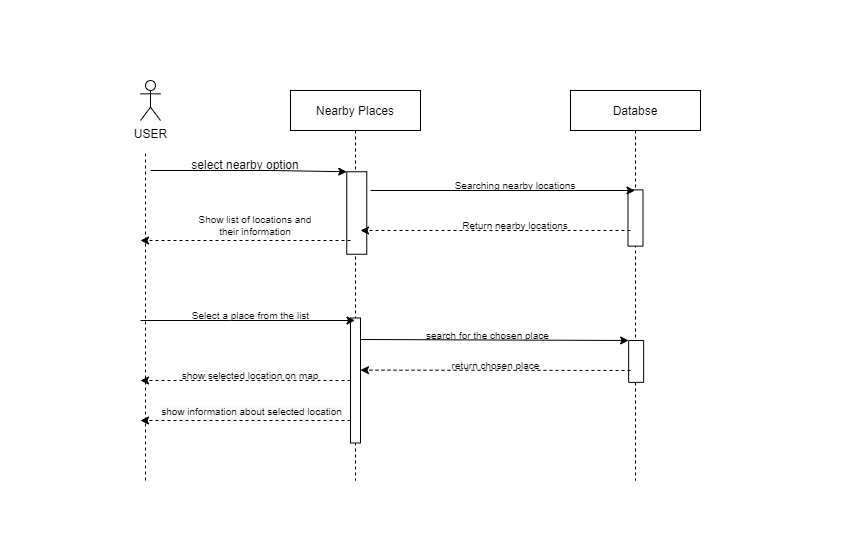 Nearby Places
Databse
USER
select nearby option
Searching nearby locations
Show list of locations and
their information
Return nearby locations
Select a place from the list
search for the chosen place
return chosen place
show selected location on map
show information about selected location